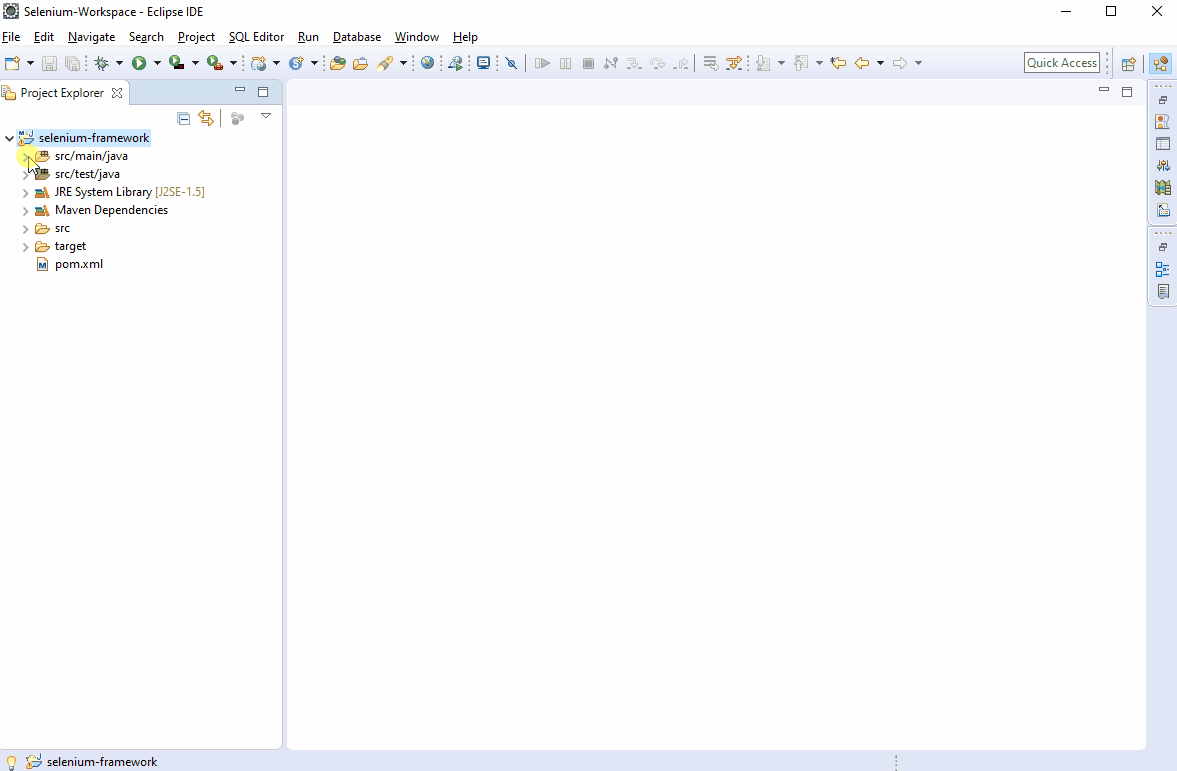 Selenium-Workspace - Eclipse IDE
File Edit Navigate Search Project SQL Editor Run Database Window Help
Quick Access
Project Explorer
selenium-framework
src/main/java
src/test/java
JRE System Library [J2SE-1.5]
Maven Dependencies
src
target
pom.xml
selenium-framework